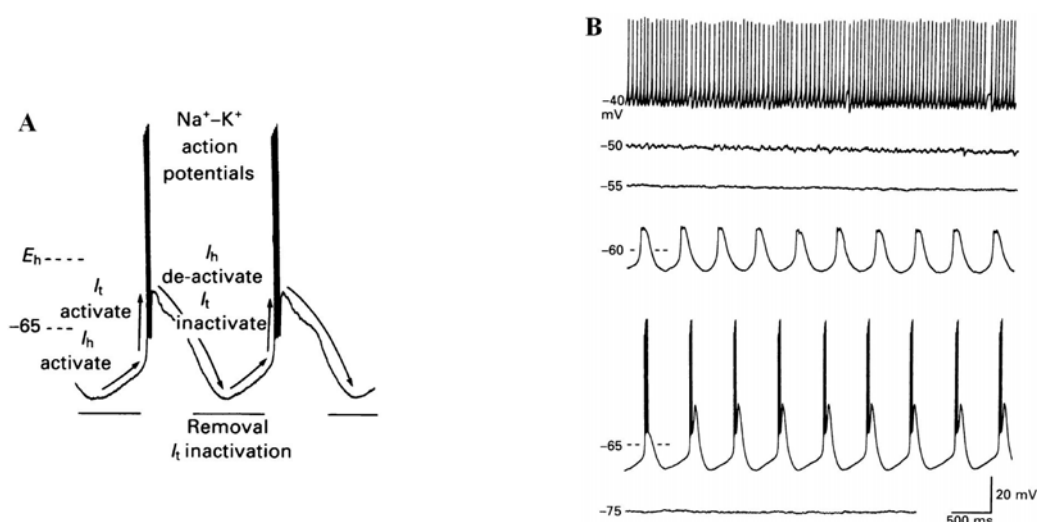 A
Na⁺–K⁺
action
potentials
Eh
Ih
de-activate
It
activate
It
inactivate
–65
Ih
activate
Removal
It inactivation
B
–40
mV
–50
–55
–60
–65
20 mV
–75
500 ms